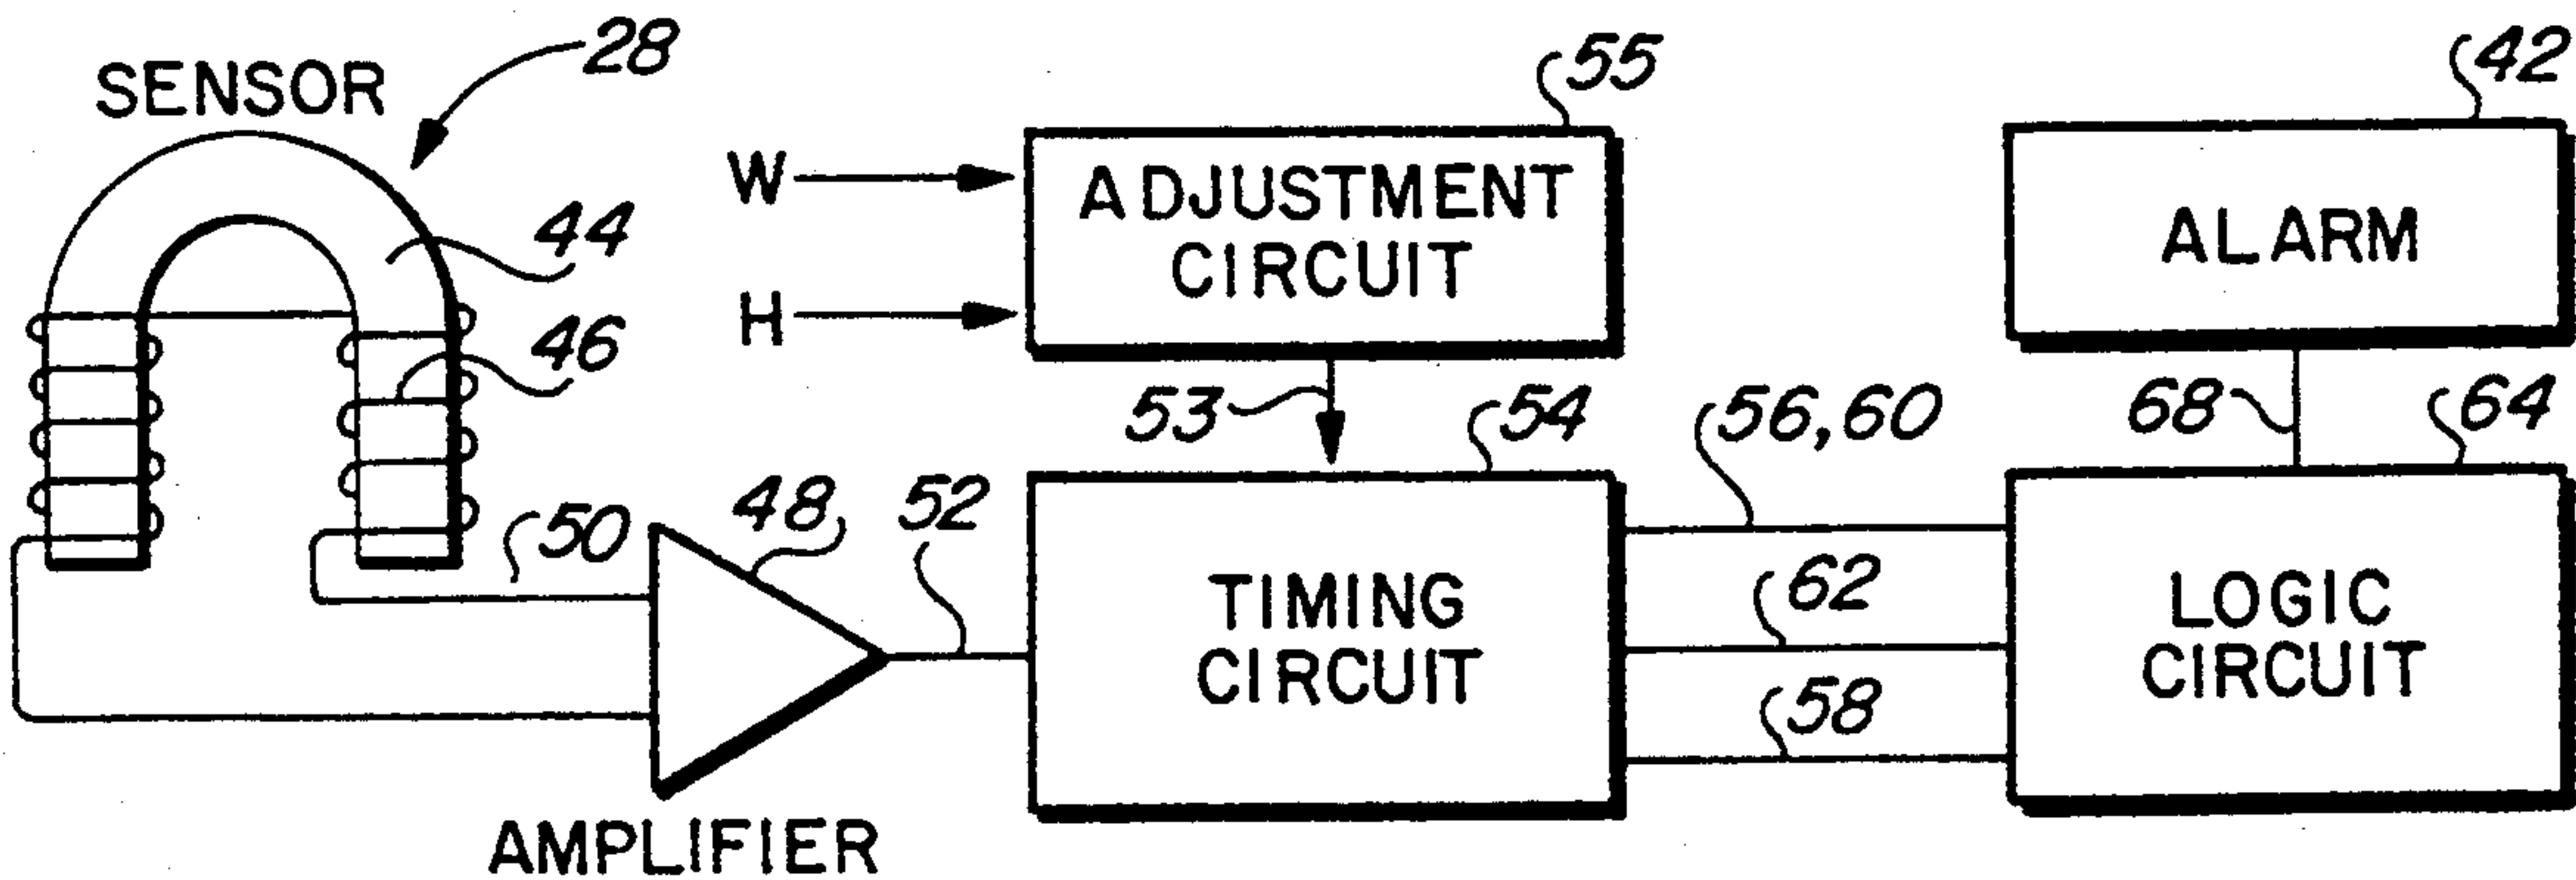 SENSOR
28
44
46
50
48
AMPLIFIER
52
W
H
55
ADJUSTMENT
CIRCUIT
53
54
TIMING
CIRCUIT
56,60
62
58
42
ALARM
68
64
LOGIC
CIRCUIT